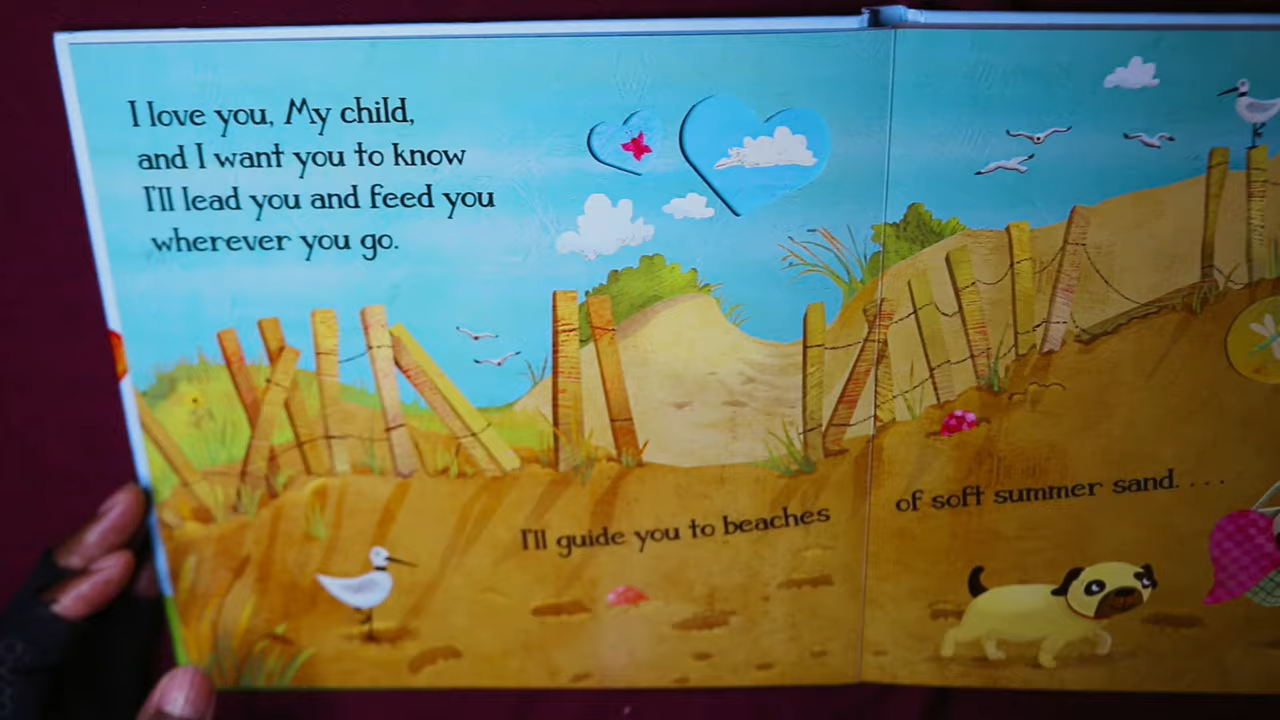 I love you, My child,
and I want you to know
I'll lead you and feed you
wherever you go.
I'll guide you to beaches
of soft summer sand. . . .